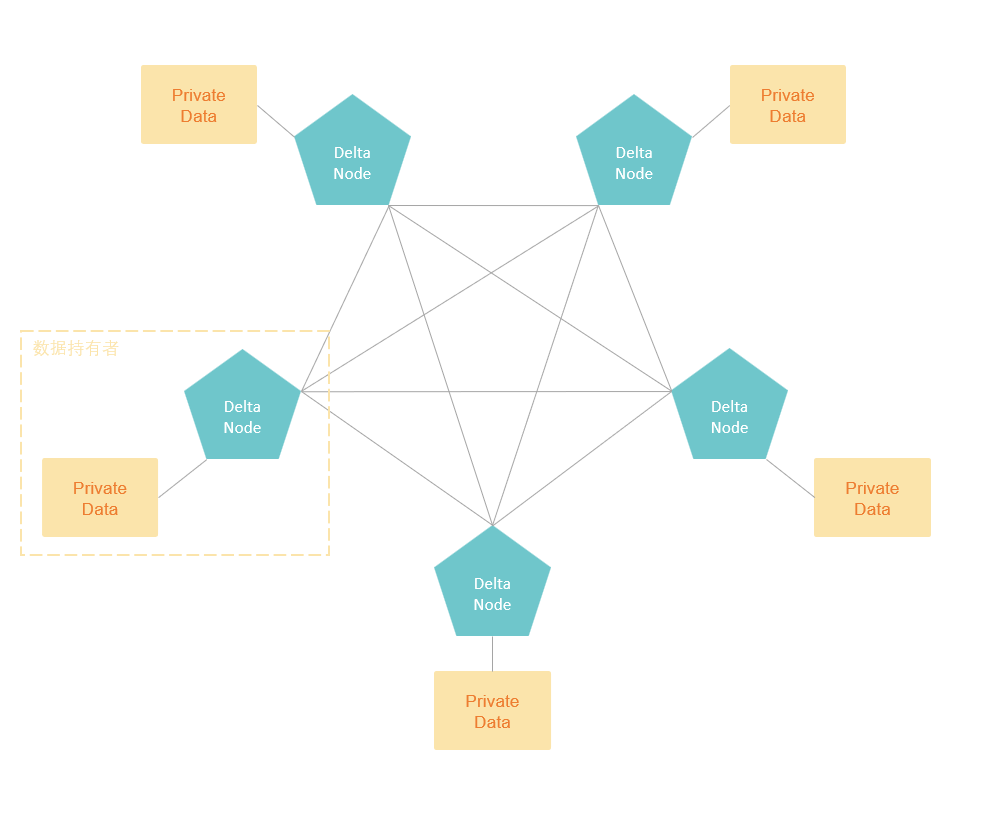 Private
Data
Delta
Node
Delta
Node
Private
Data
数据持有者
Delta
Node
Private
Data
Delta
Node
Private
Data
Delta
Node
Private
Data